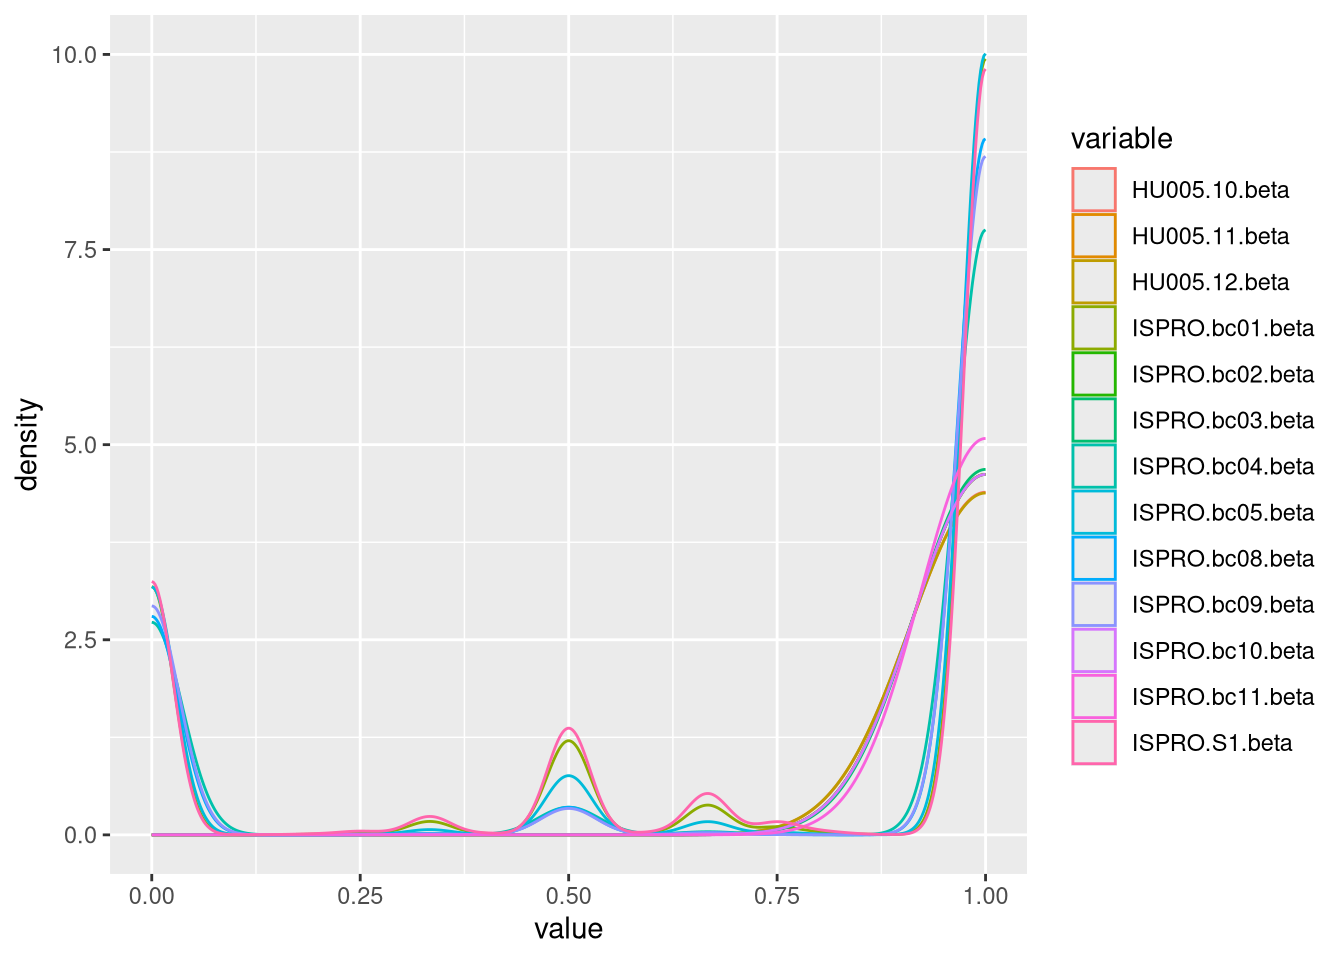 10.0
7.5
5.0
2.5
0.0
density
0.00 0.25 0.50 0.75 1.00
value
variable
HU005.10.beta
HU005.11.beta
HU005.12.beta
ISPRO.bc01.beta
ISPRO.bc02.beta
ISPRO.bc03.beta
ISPRO.bc04.beta
ISPRO.bc05.beta
ISPRO.bc08.beta
ISPRO.bc09.beta
ISPRO.bc10.beta
ISPRO.bc11.beta
ISPRO.S1.beta